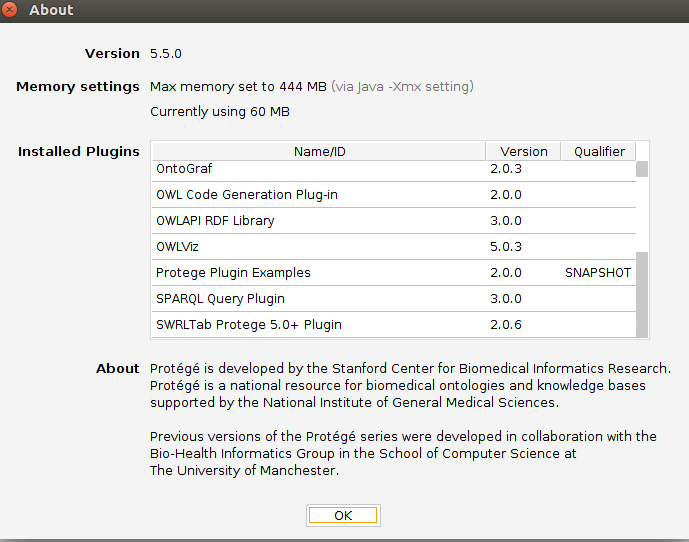 About
Version 5.5.0
Memory settings Max memory set to 444 MB (via Java -Xmx setting)
Currently using 60 MB
Installed Plugins
Name/ID Version Qualifier
OntoGraf 2.0.3
OWL Code Generation Plug-in 2.0.0
OWLAPI RDF Library 3.0.0
OWLViz 5.0.3
Protege Plugin Examples 2.0.0 SNAPSHOT
SPARQL Query Plugin 3.0.0
SWRLTab Protege 5.0+ Plugin 2.0.6
About Protégé is developed by the Stanford Center for Biomedical Informatics Research.
Protégé is a national resource for biomedical ontologies and knowledge bases
supported by the National Institute of General Medical Sciences.
Previous versions of the Protégé series were developed in collaboration with the
Bio-Health Informatics Group in the School of Computer Science at
The University of Manchester.
OK